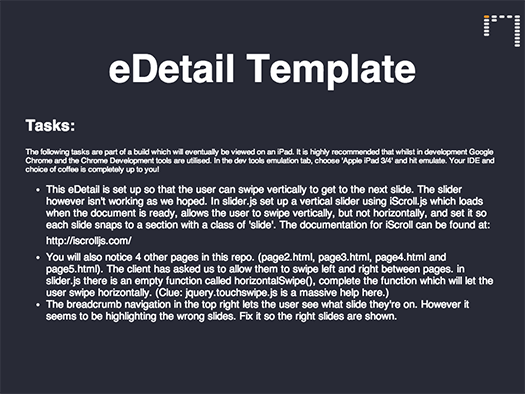 eDetail Template
Tasks:
The following tasks are part of a build which will eventually be viewed on an iPad. It is highly recommended that whilst in development Google
Chrome and the Chrome Development tools are utilised. In the dev tools emulation tab, choose 'Apple iPad 3/4' and hit emulate. Your IDE and
choice of coffee is completely up to you!
• This eDetail is set up so that the user can swipe vertically to get to the next slide. The slider
however isn't working as we hoped. In slider.js set up a vertical slider using iScroll.js which loads
when the document is ready, allows the user to swipe vertically, but not horizontally, and set it so
each slide snaps to a section with a class of 'slide'. The documentation for iScroll can be found at:
http://iscrolljs.com/
• You will also notice 4 other pages in this repo. (page2.html, page3.html, page4.html and
page5.html). The client has asked us to allow them to swipe left and right between pages. in
slider.js there is an empty function called horizontalSwipe(), complete the function which will let the
user swipe horizontally. (Clue: jquery.touchswipe.js is a massive help here.)
• The breadcrumb navigation in the top right lets the user see what slide they're on. However it
seems to be highlighting the wrong slides. Fix it so the right slides are shown.